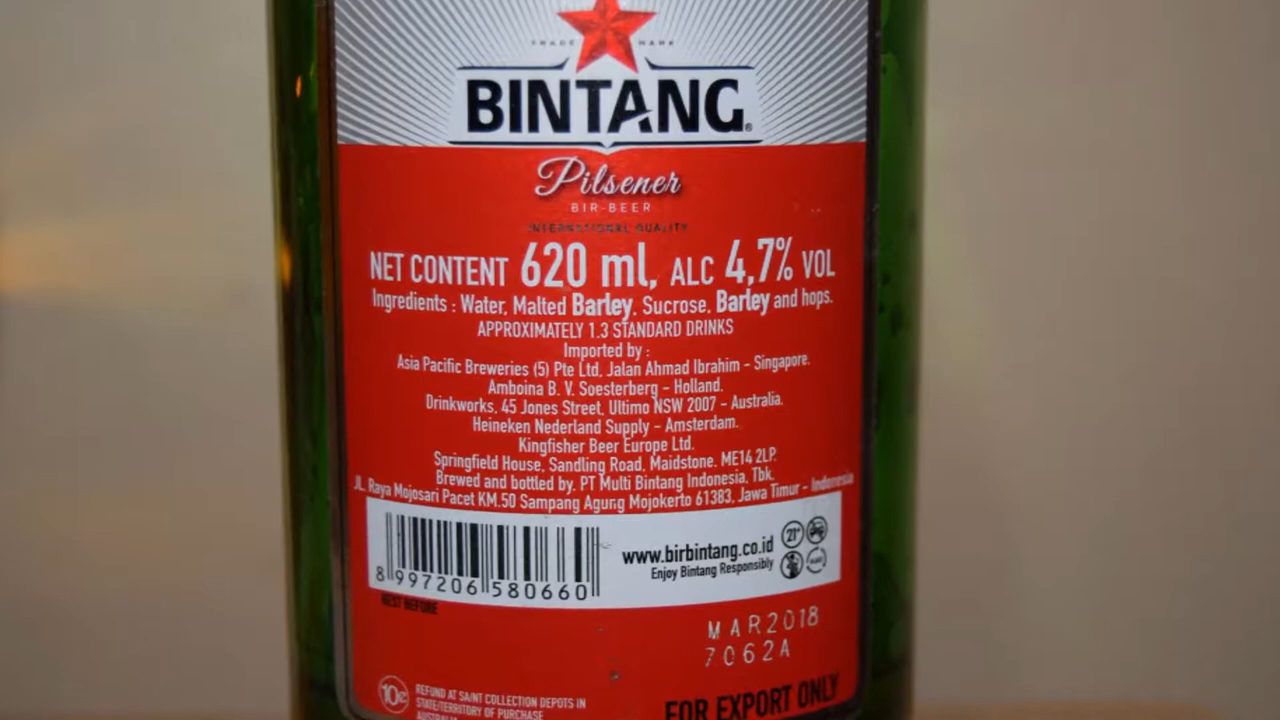 TRADE MARK
BINTANG®
Pilsener
BIR-BEER
INTERNATIONAL QUALITY
NET CONTENT 620 ml, ALC 4,7% VOL
Ingredients : Water, Malted Barley, Sucrose, Barley and hops.
APPROXIMATELY 1.3 STANDARD DRINKS
Imported by :
Asia Pacific Breweries (S) Pte Ltd, Jalan Ahmad Ibrahim - Singapore.
Amboina B. V. Soesterberg - Holland.
Drinkworks, 45 Jones Street, Ultimo NSW 2007 - Australia.
Heineken Nederland Supply - Amsterdam.
Kingfisher Beer Europe Ltd.
Springfield House, Sandling Road, Maidstone. ME14 2LP.
Brewed and bottled by. PT Multi Bintang Indonesia, Tbk.
JL. Raya Mojosari Pacet KM.50 Sampang Agung Mojokerto 61383, Jawa Timur - Indonesia
www.birbintang.co.id
Enjoy Bintang Responsibly
21+
8 997206 580660
BEST BEFORE
MAR2018
7062A
10¢
REFUND AT SA/NT COLLECTION DEPOTS IN
STATE/TERRITORY OF PURCHASE
FOR EXPORT ONLY